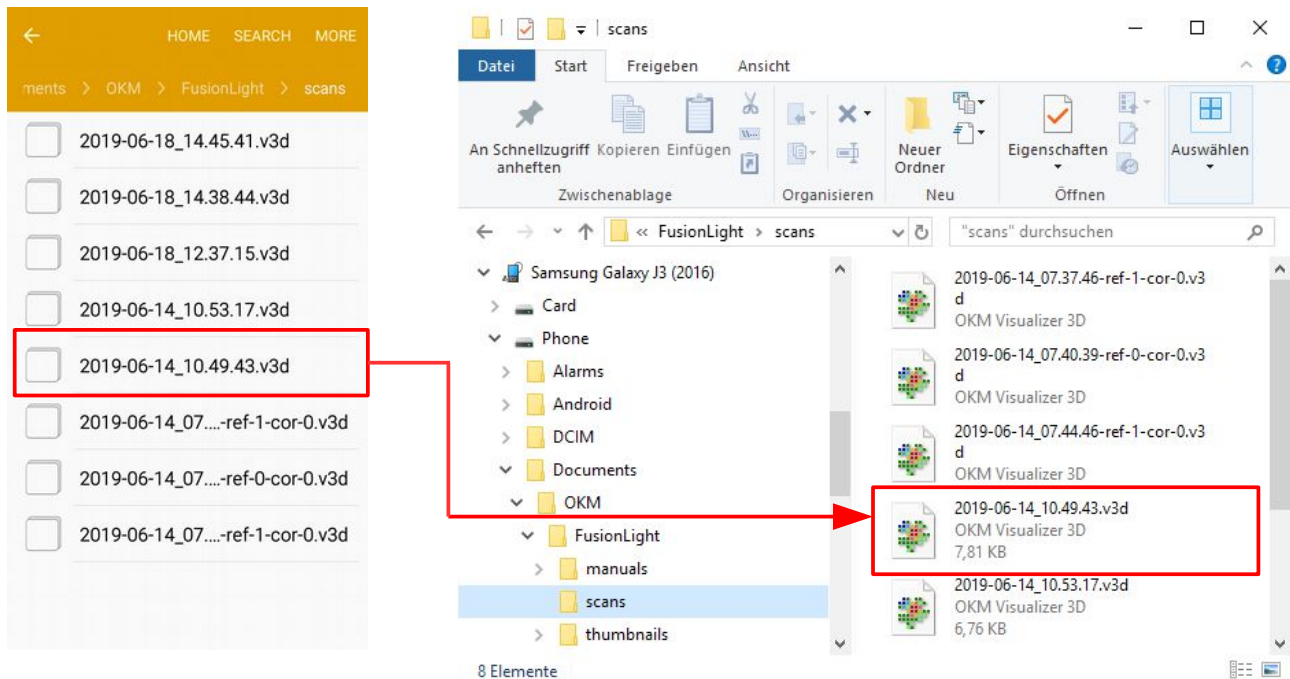 HOME SEARCH MORE
ments > OKM > FusionLight > scans
2019-06-18_14.45.41.v3d
2019-06-18_14.38.44.v3d
2019-06-18_12.37.15.v3d
2019-06-14_10.53.17.v3d
2019-06-14_10.49.43.v3d
2019-06-14_07....-ref-1-cor-0.v3d
2019-06-14_07....-ref-0-cor-0.v3d
2019-06-14_07....-ref-1-cor-0.v3d
scans
Datei Start Freigeben Ansicht
An Schnellzugriff Kopieren Einfügen
anheften
Neuer
Ordner
Eigenschaften
Auswählen
Zwischenablage Organisieren Neu Öffnen
« FusionLight > scans
"scans" durchsuchen
Samsung Galaxy J3 (2016)
Card
Phone
Alarms
Android
DCIM
Documents
OKM
FusionLight
manuals
scans
thumbnails
2019-06-14_07.37.46-ref-1-cor-0.v3
d
OKM Visualizer 3D
2019-06-14_07.40.39-ref-0-cor-0.v3
d
OKM Visualizer 3D
2019-06-14_07.44.46-ref-1-cor-0.v3
d
OKM Visualizer 3D
2019-06-14_10.49.43.v3d
OKM Visualizer 3D
7,81 KB
2019-06-14_10.53.17.v3d
OKM Visualizer 3D
6,76 KB
8 Elemente